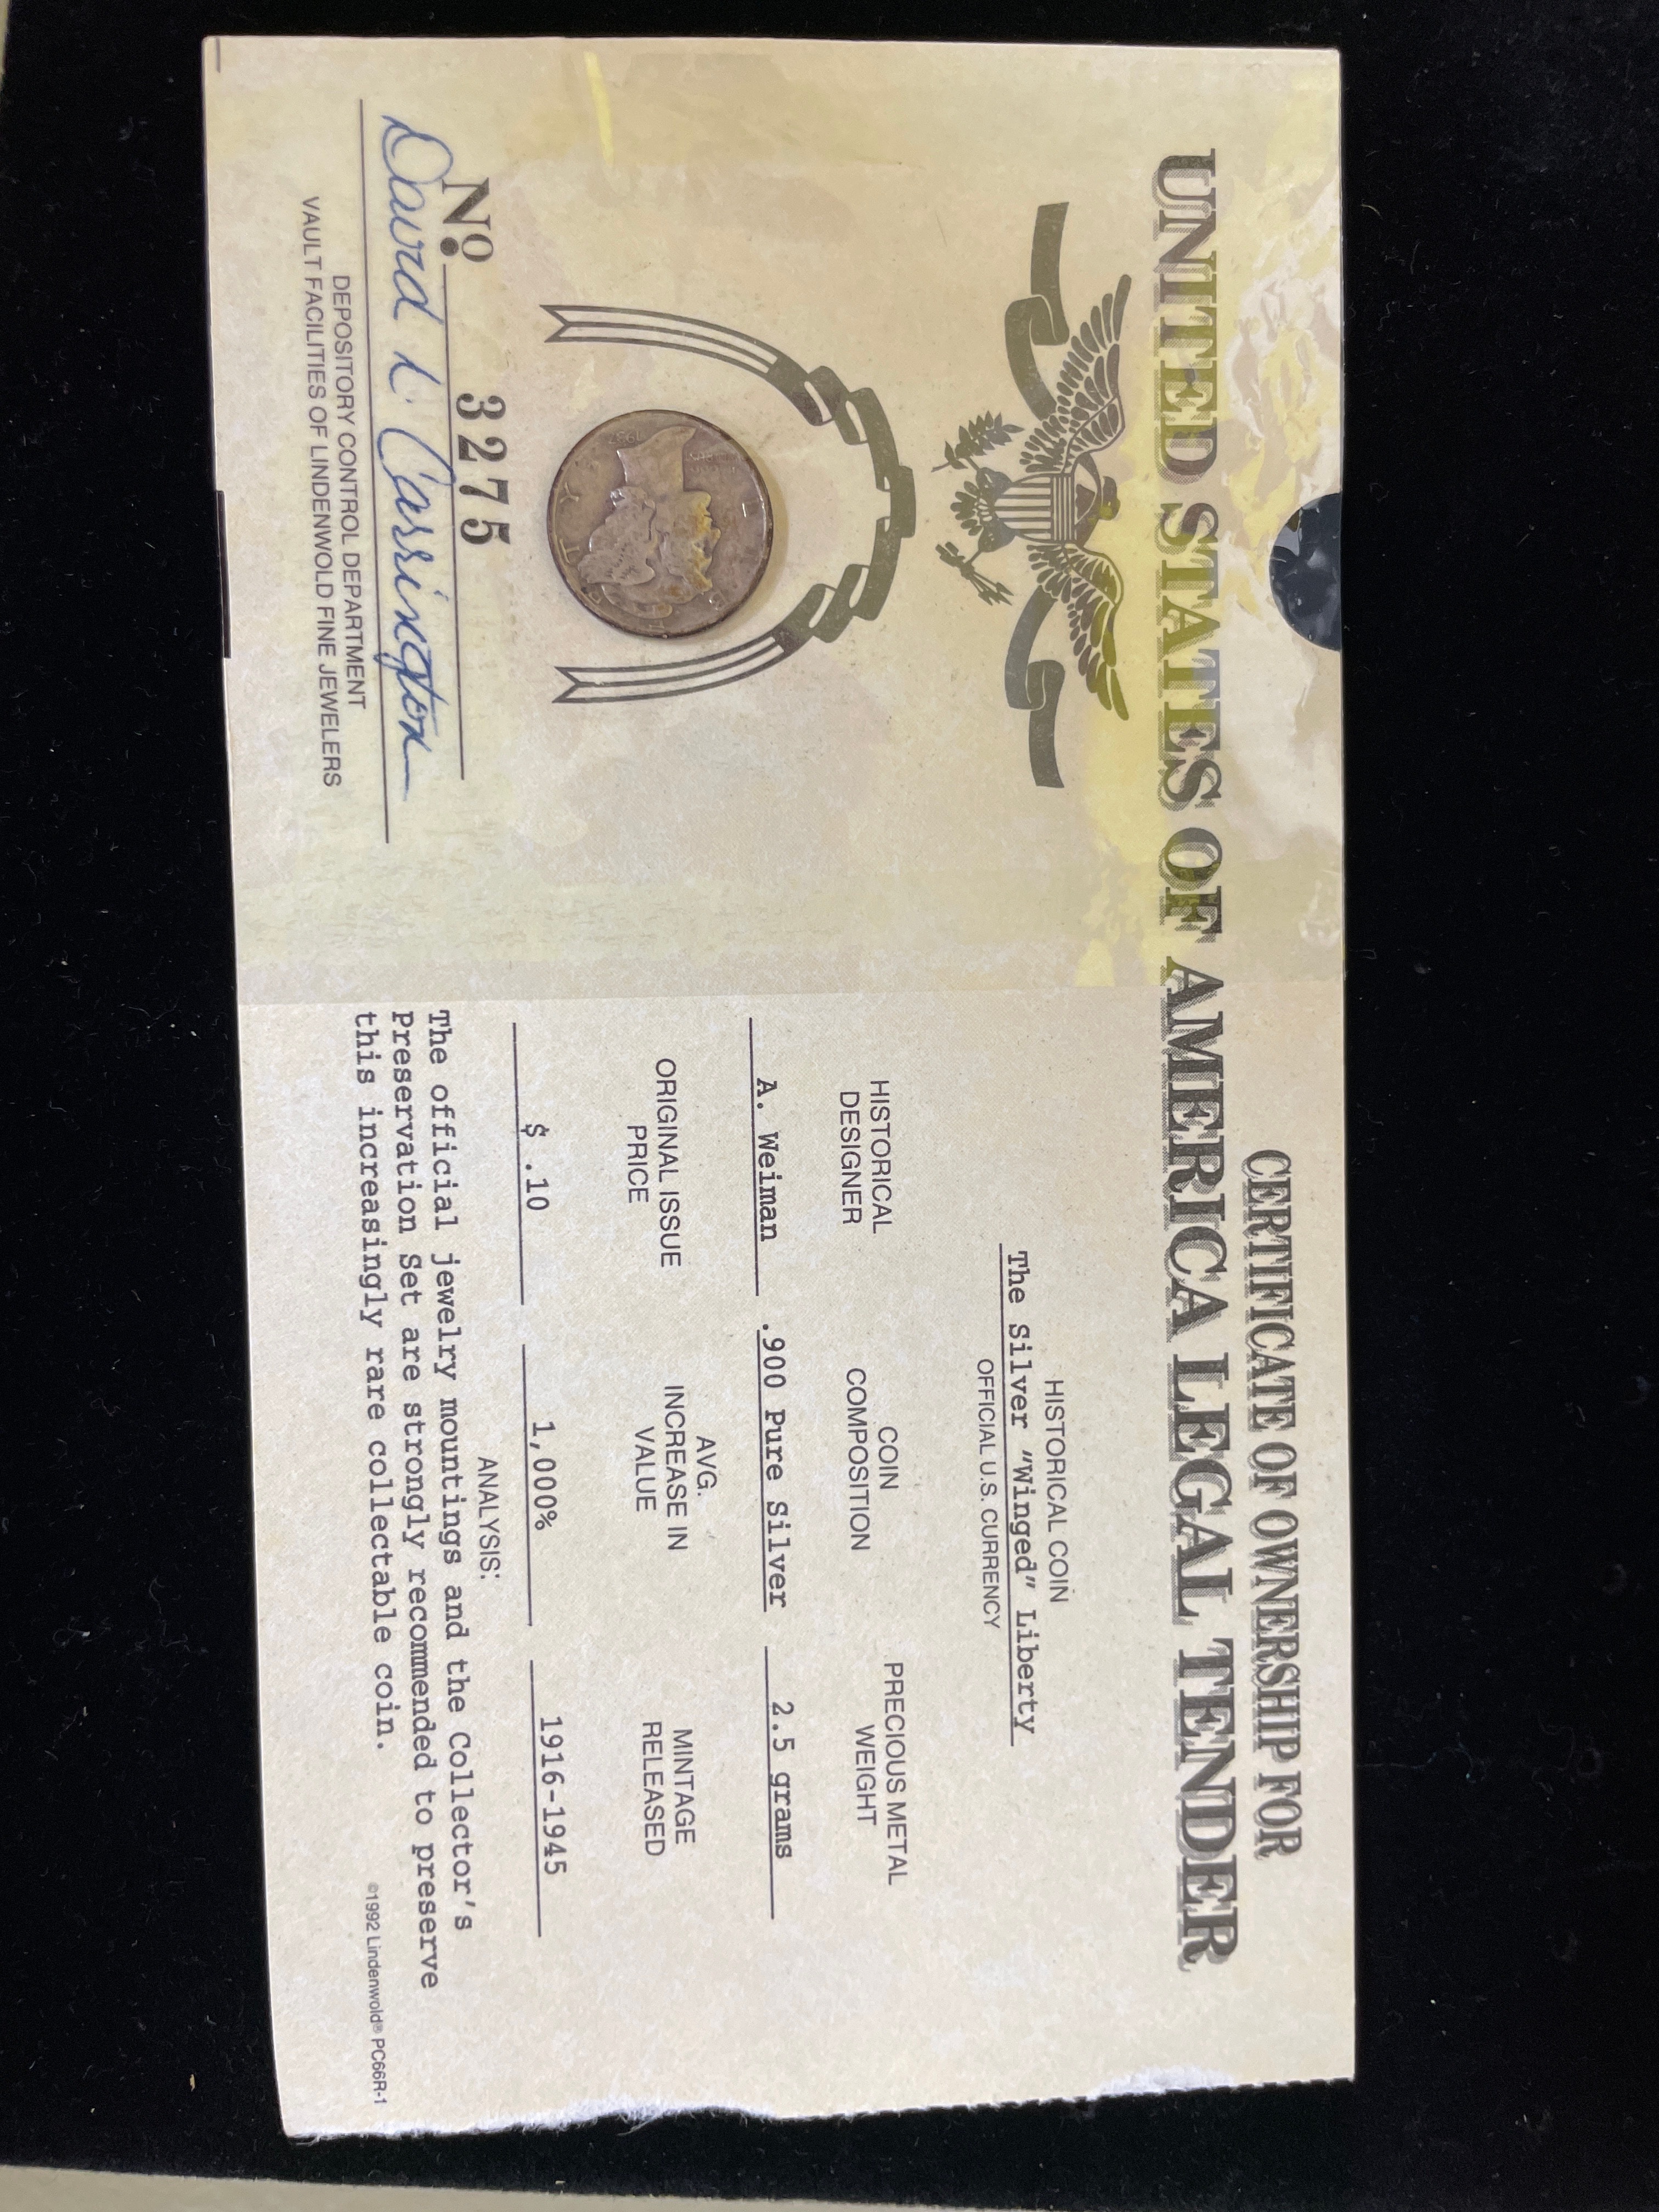 CERTIFICATE OF OWNERSHIP FOR
UNITED STATES OF AMERICA LEGAL TENDER
No. 3275
David L. Carrington
DEPOSITORY CONTROL DEPARTMENT
VAULT FACILITIES OF LINDENWOLD FINE JEWELERS
HISTORICAL COIN
The Silver "Winged" Liberty
OFFICIAL U.S. CURRENCY
HISTORICAL
DESIGNER
A. Weiman
COIN
COMPOSITION
.900 Pure Silver
PRECIOUS METAL
WEIGHT
2.5 grams
ORIGINAL ISSUE
PRICE
$ .10
AVG.
INCREASE IN
VALUE
1,000%
MINTAGE
RELEASED
1916-1945
ANALYSIS:
The official jewelry mountings and the Collector's
Preservation Set are strongly recommended to preserve
this increasingly rare collectable coin.
©1992 Lindenwold® PC66R-1